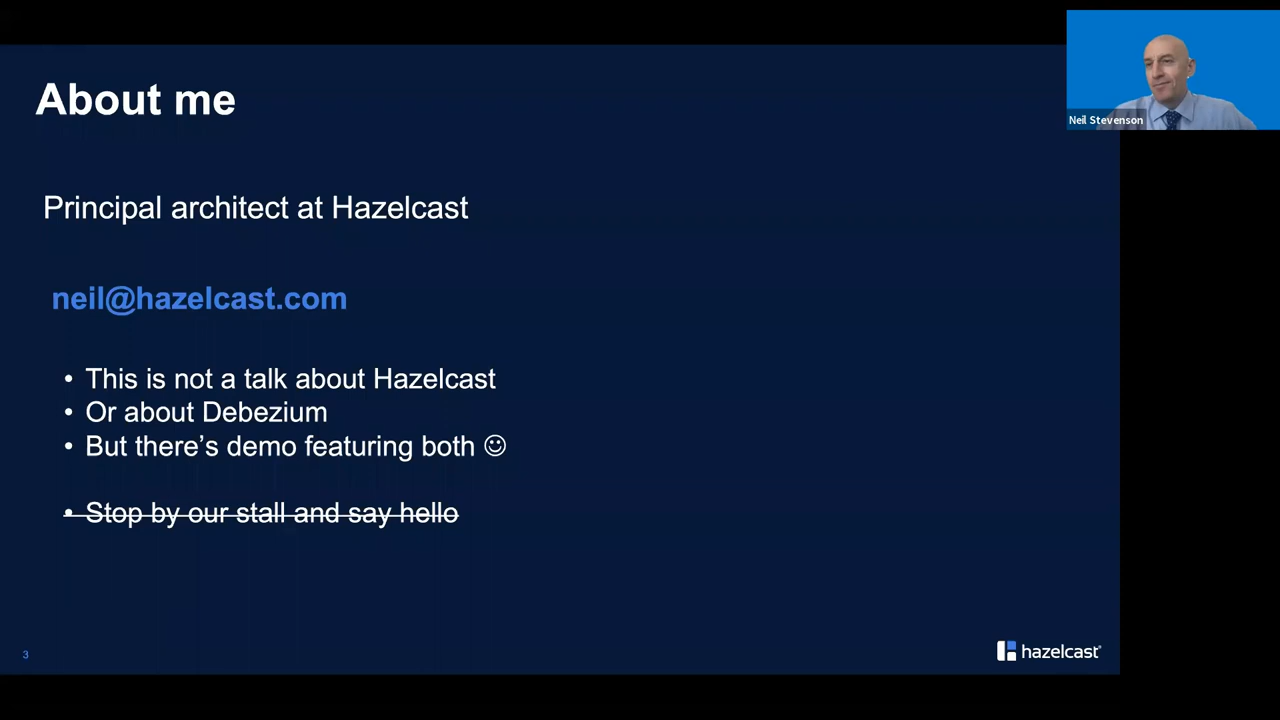 About me
Neil Stevenson
Principal architect at Hazelcast
neil@hazelcast.com
• This is not a talk about Hazelcast
• Or about Debezium
• But there’s demo featuring both ☺
• Stop by our stall and say hello
3
hazelcast